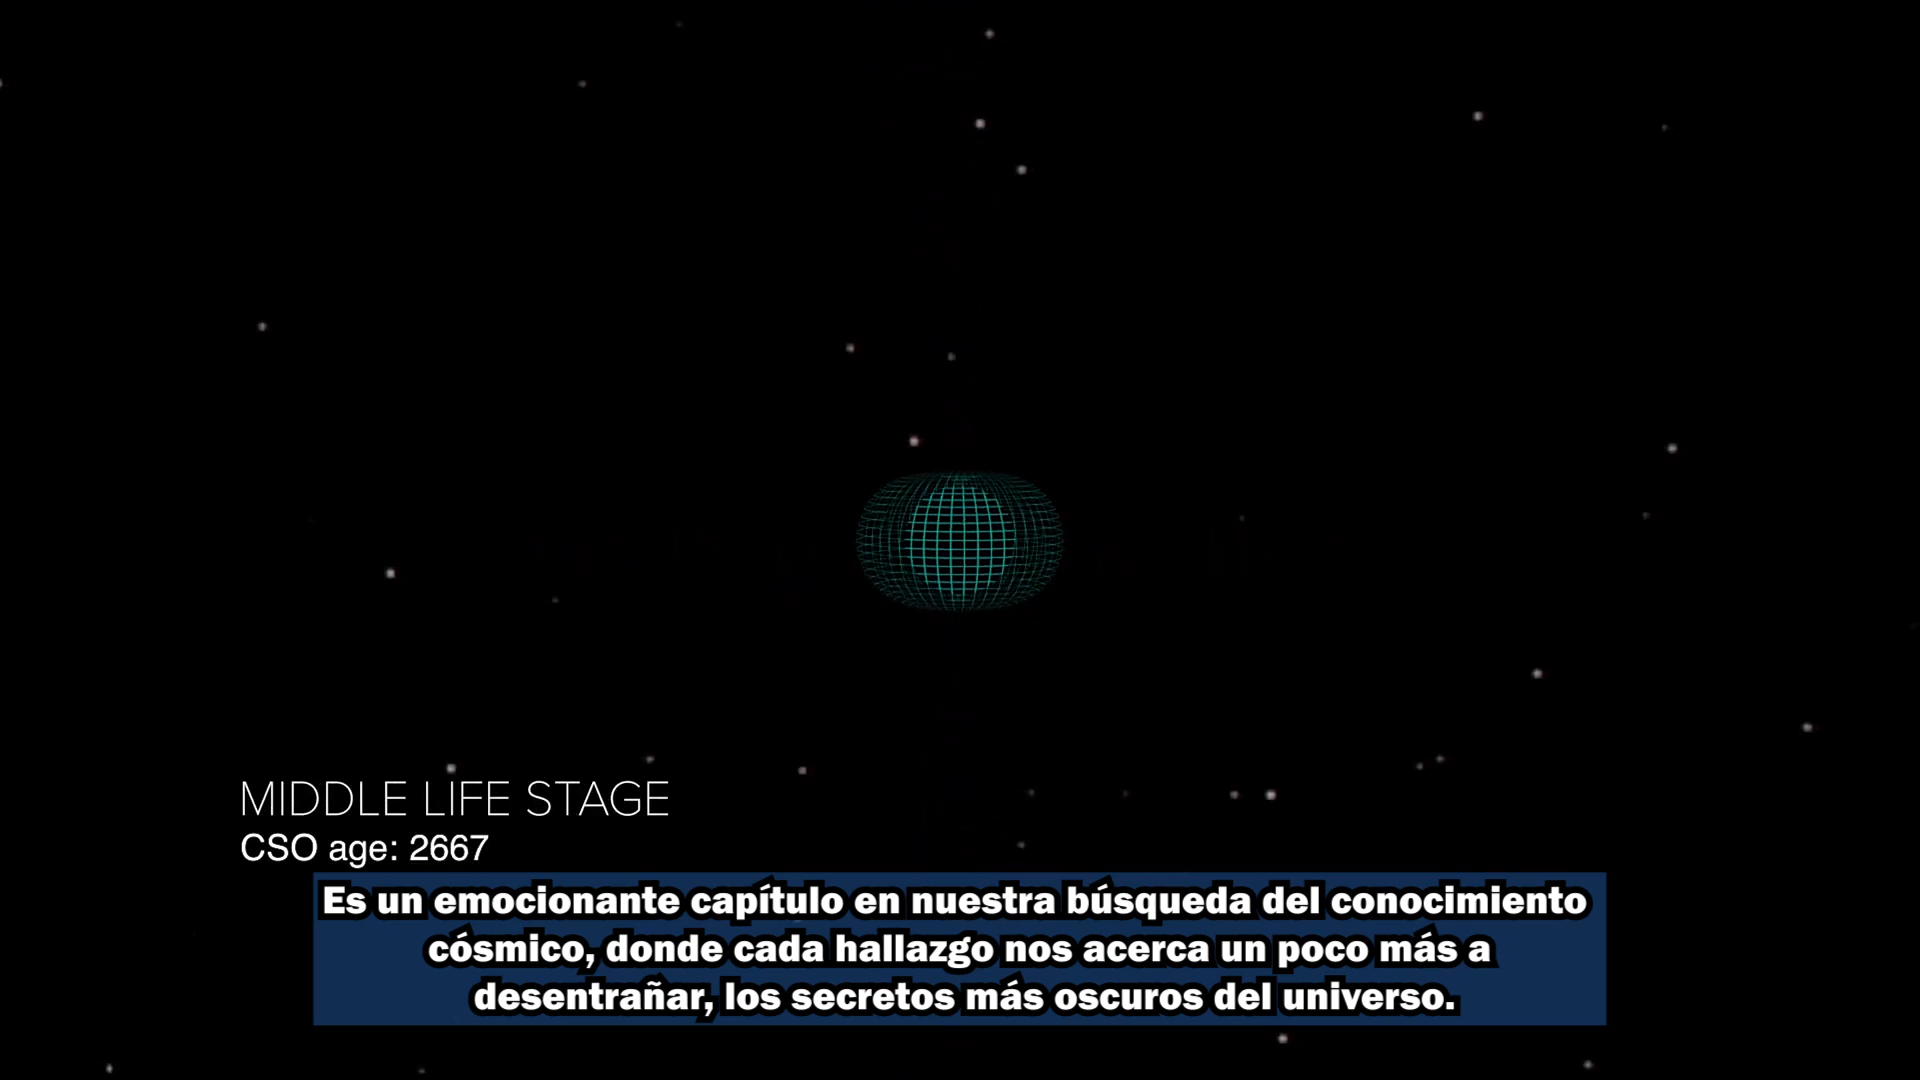 MIDDLE LIFE STAGE
CSO age: 2667
Es un emocionante capítulo en nuestra búsqueda del conocimiento
cósmico, donde cada hallazgo nos acerca un poco más a
desentrañar, los secretos más oscuros del universo.